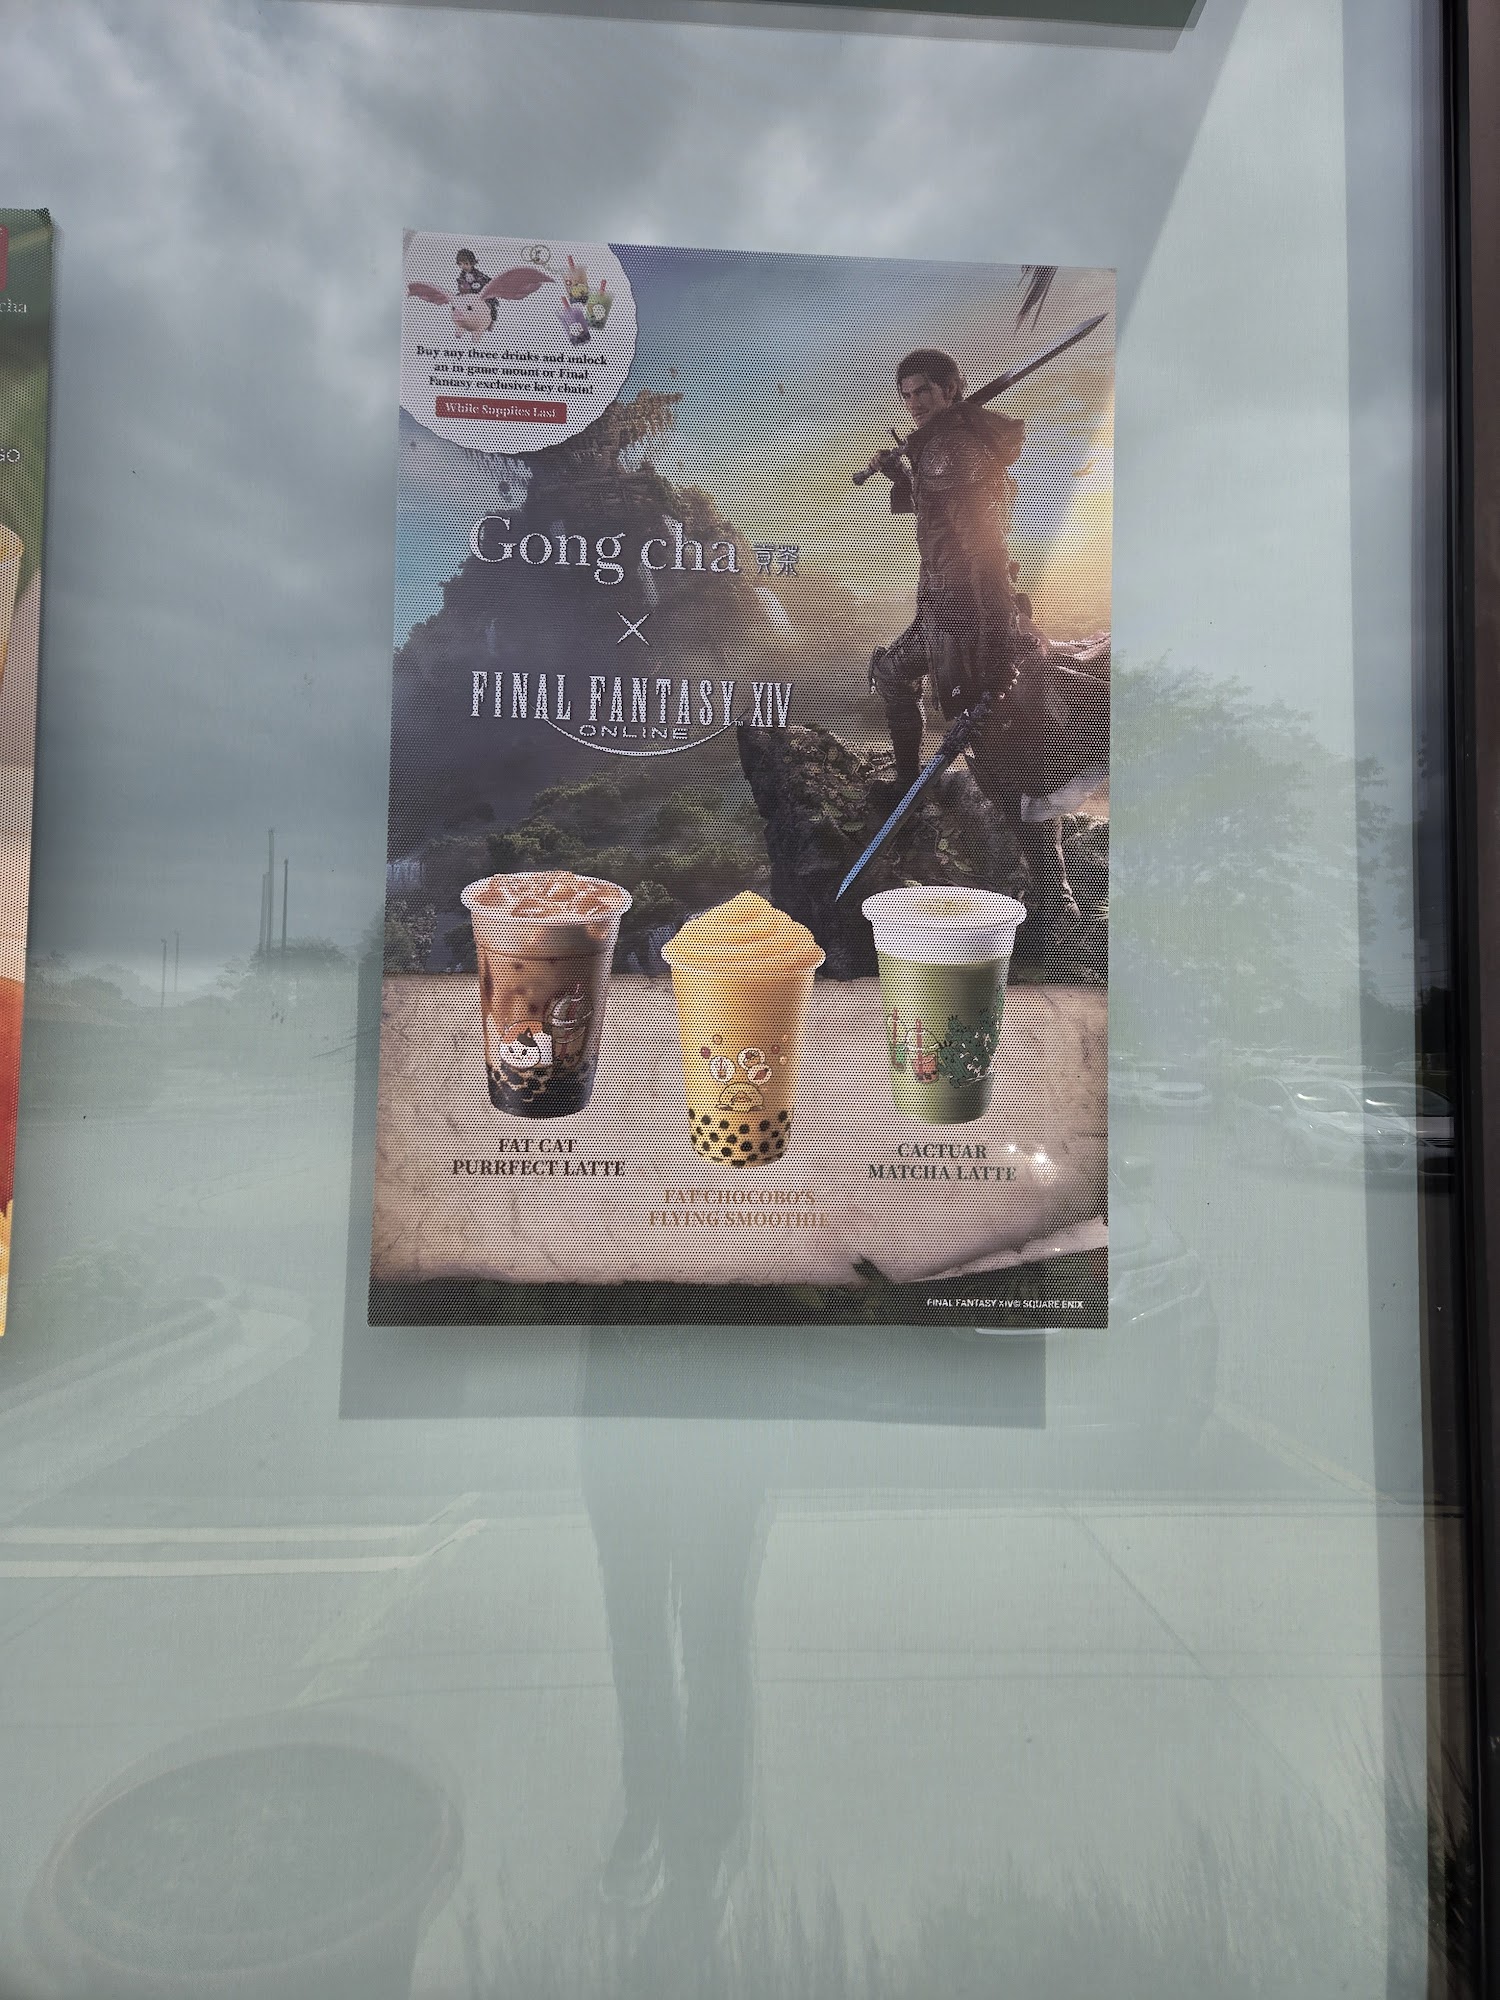 cha
GO
Buy any three drinks and unlock
an in game mount or Final
Fantasy exclusive key chain!
While Supplies Last
Gong cha 貢茶
×
FINAL FANTASY XIV
ONLINE
FAT CAT
PURRFECT LATTE
FAT CHOCOBO'S
FLYING SMOOTHIE
CACTUAR
MATCHA LATTE
FINAL FANTASY XIV© SQUARE ENIX